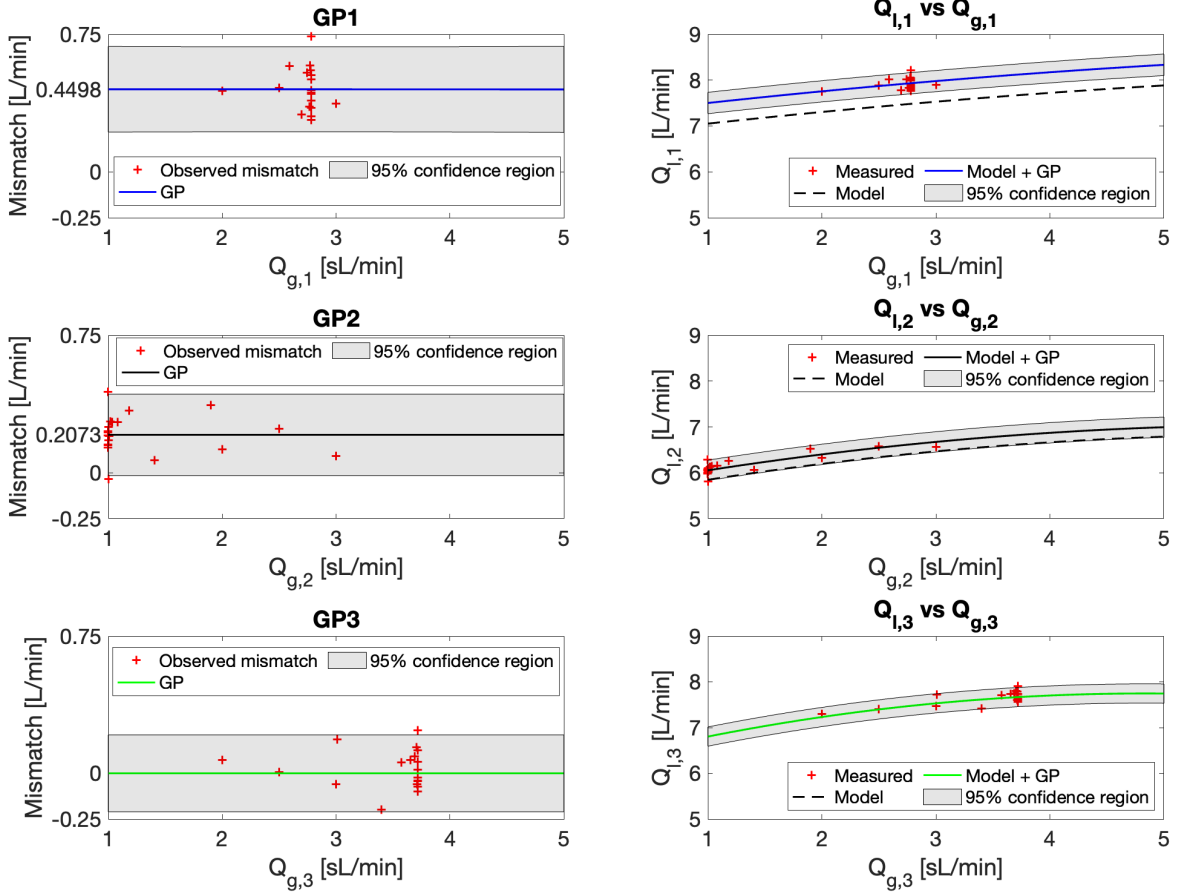 GP1
Mismatch [L/min]
0.75
0.4498
0
-0.25
Observed mismatch
95% confidence region
GP
1 2 3 4 5
Q_g,1 [sL/min]
Q_l,1 vs Q_g,1
Q_l,1 [L/min]
9
8
7
6
5
Measured
Model + GP
Model
95% confidence region
1 2 3 4 5
Q_g,1 [sL/min]
GP2
Mismatch [L/min]
0.75
0.2073
0
-0.25
Observed mismatch
95% confidence region
GP
1 2 3 4 5
Q_g,2 [sL/min]
Q_l,2 vs Q_g,2
Q_l,2 [L/min]
9
8
7
6
5
Measured
Model + GP
Model
95% confidence region
1 2 3 4 5
Q_g,2 [sL/min]
GP3
Mismatch [L/min]
0.75
0
-0.25
Observed mismatch
95% confidence region
GP
1 2 3 4 5
Q_g,3 [sL/min]
Q_l,3 vs Q_g,3
Q_l,3 [L/min]
9
8
7
6
5
Measured
Model + GP
Model
95% confidence region
1 2 3 4 5
Q_g,3 [sL/min]